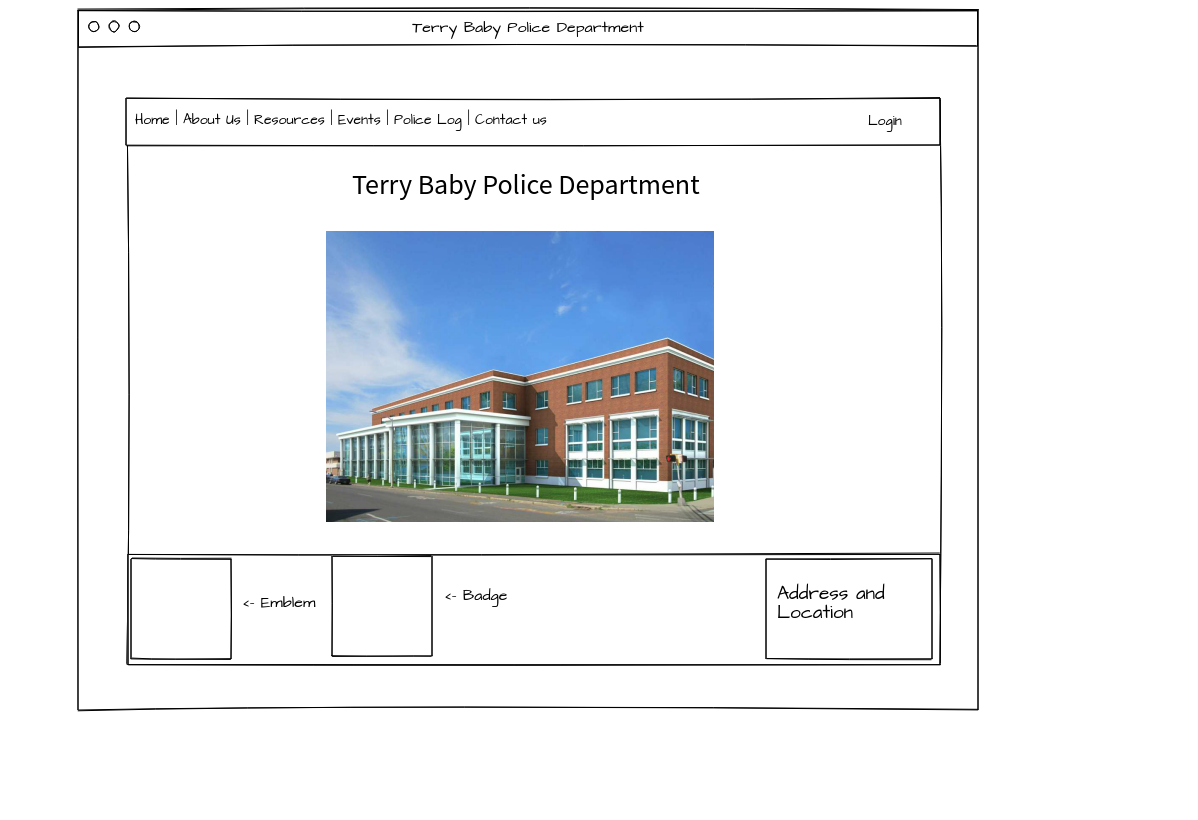 Terry Baby Police Department
Home | About Us | Resources | Events | Police Log | Contact us
Login
Terry Baby Police Department
<- Emblem
<- Badge
Address and
Location